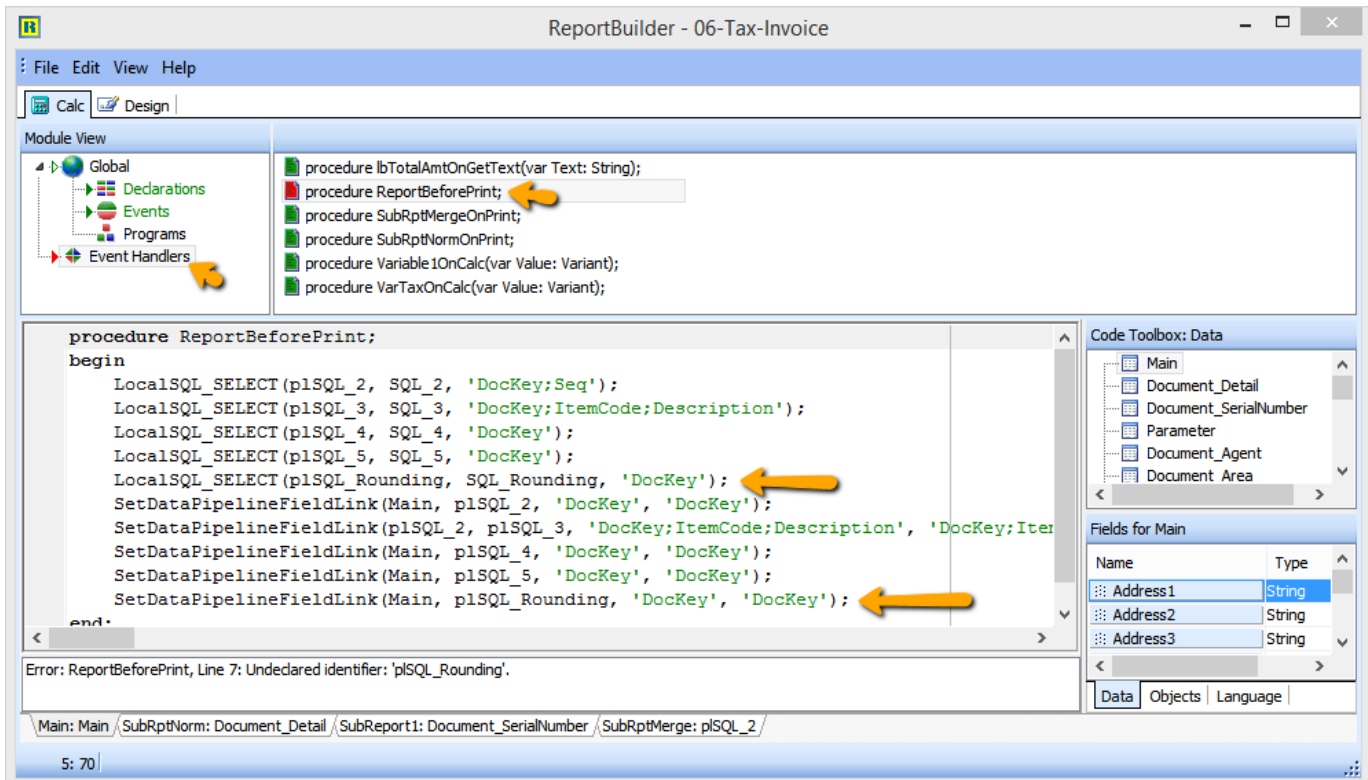 ReportBuilder - 06-Tax-Invoice
File Edit View Help
Calc Design
Module View
Global
Declarations
Events
Programs
Event Handlers
procedure lbTotalAmtOnGetText(var Text: String);
procedure ReportBeforePrint;
procedure SubRptMergeOnPrint;
procedure SubRptNormOnPrint;
procedure Variable1OnCalc(var Value: Variant);
procedure VarTaxOnCalc(var Value: Variant);
procedure ReportBeforePrint;
begin
LocalSQL_SELECT(plSQL_2, SQL_2, 'DocKey;Seq');
LocalSQL_SELECT(plSQL_3, SQL_3, 'DocKey;ItemCode;Description');
LocalSQL_SELECT(plSQL_4, SQL_4, 'DocKey');
LocalSQL_SELECT(plSQL_5, SQL_5, 'DocKey');
LocalSQL_SELECT(plSQL_Rounding, SQL_Rounding, 'DocKey');
SetDataPipelineFieldLink(Main, plSQL_2, 'DocKey', 'DocKey');
SetDataPipelineFieldLink(plSQL_2, plSQL_3, 'DocKey;ItemCode;Description', 'DocKey;Item
SetDataPipelineFieldLink(Main, plSQL_4, 'DocKey', 'DocKey');
SetDataPipelineFieldLink(Main, plSQL_5, 'DocKey', 'DocKey');
SetDataPipelineFieldLink(Main, plSQL_Rounding, 'DocKey', 'DocKey');
end;
Code Toolbox: Data
Main
Document_Detail
Document_SerialNumber
Parameter
Document_Agent
Document_Area
Fields for Main
Name Type
Address1 String
Address2 String
Address3 String
Data Objects Language
Error: ReportBeforePrint, Line 7: Undeclared identifier: 'plSQL_Rounding'.
Main: Main SubRptNorm: Document_Detail SubReport1: Document_SerialNumber SubRptMerge: plSQL_2
5: 70